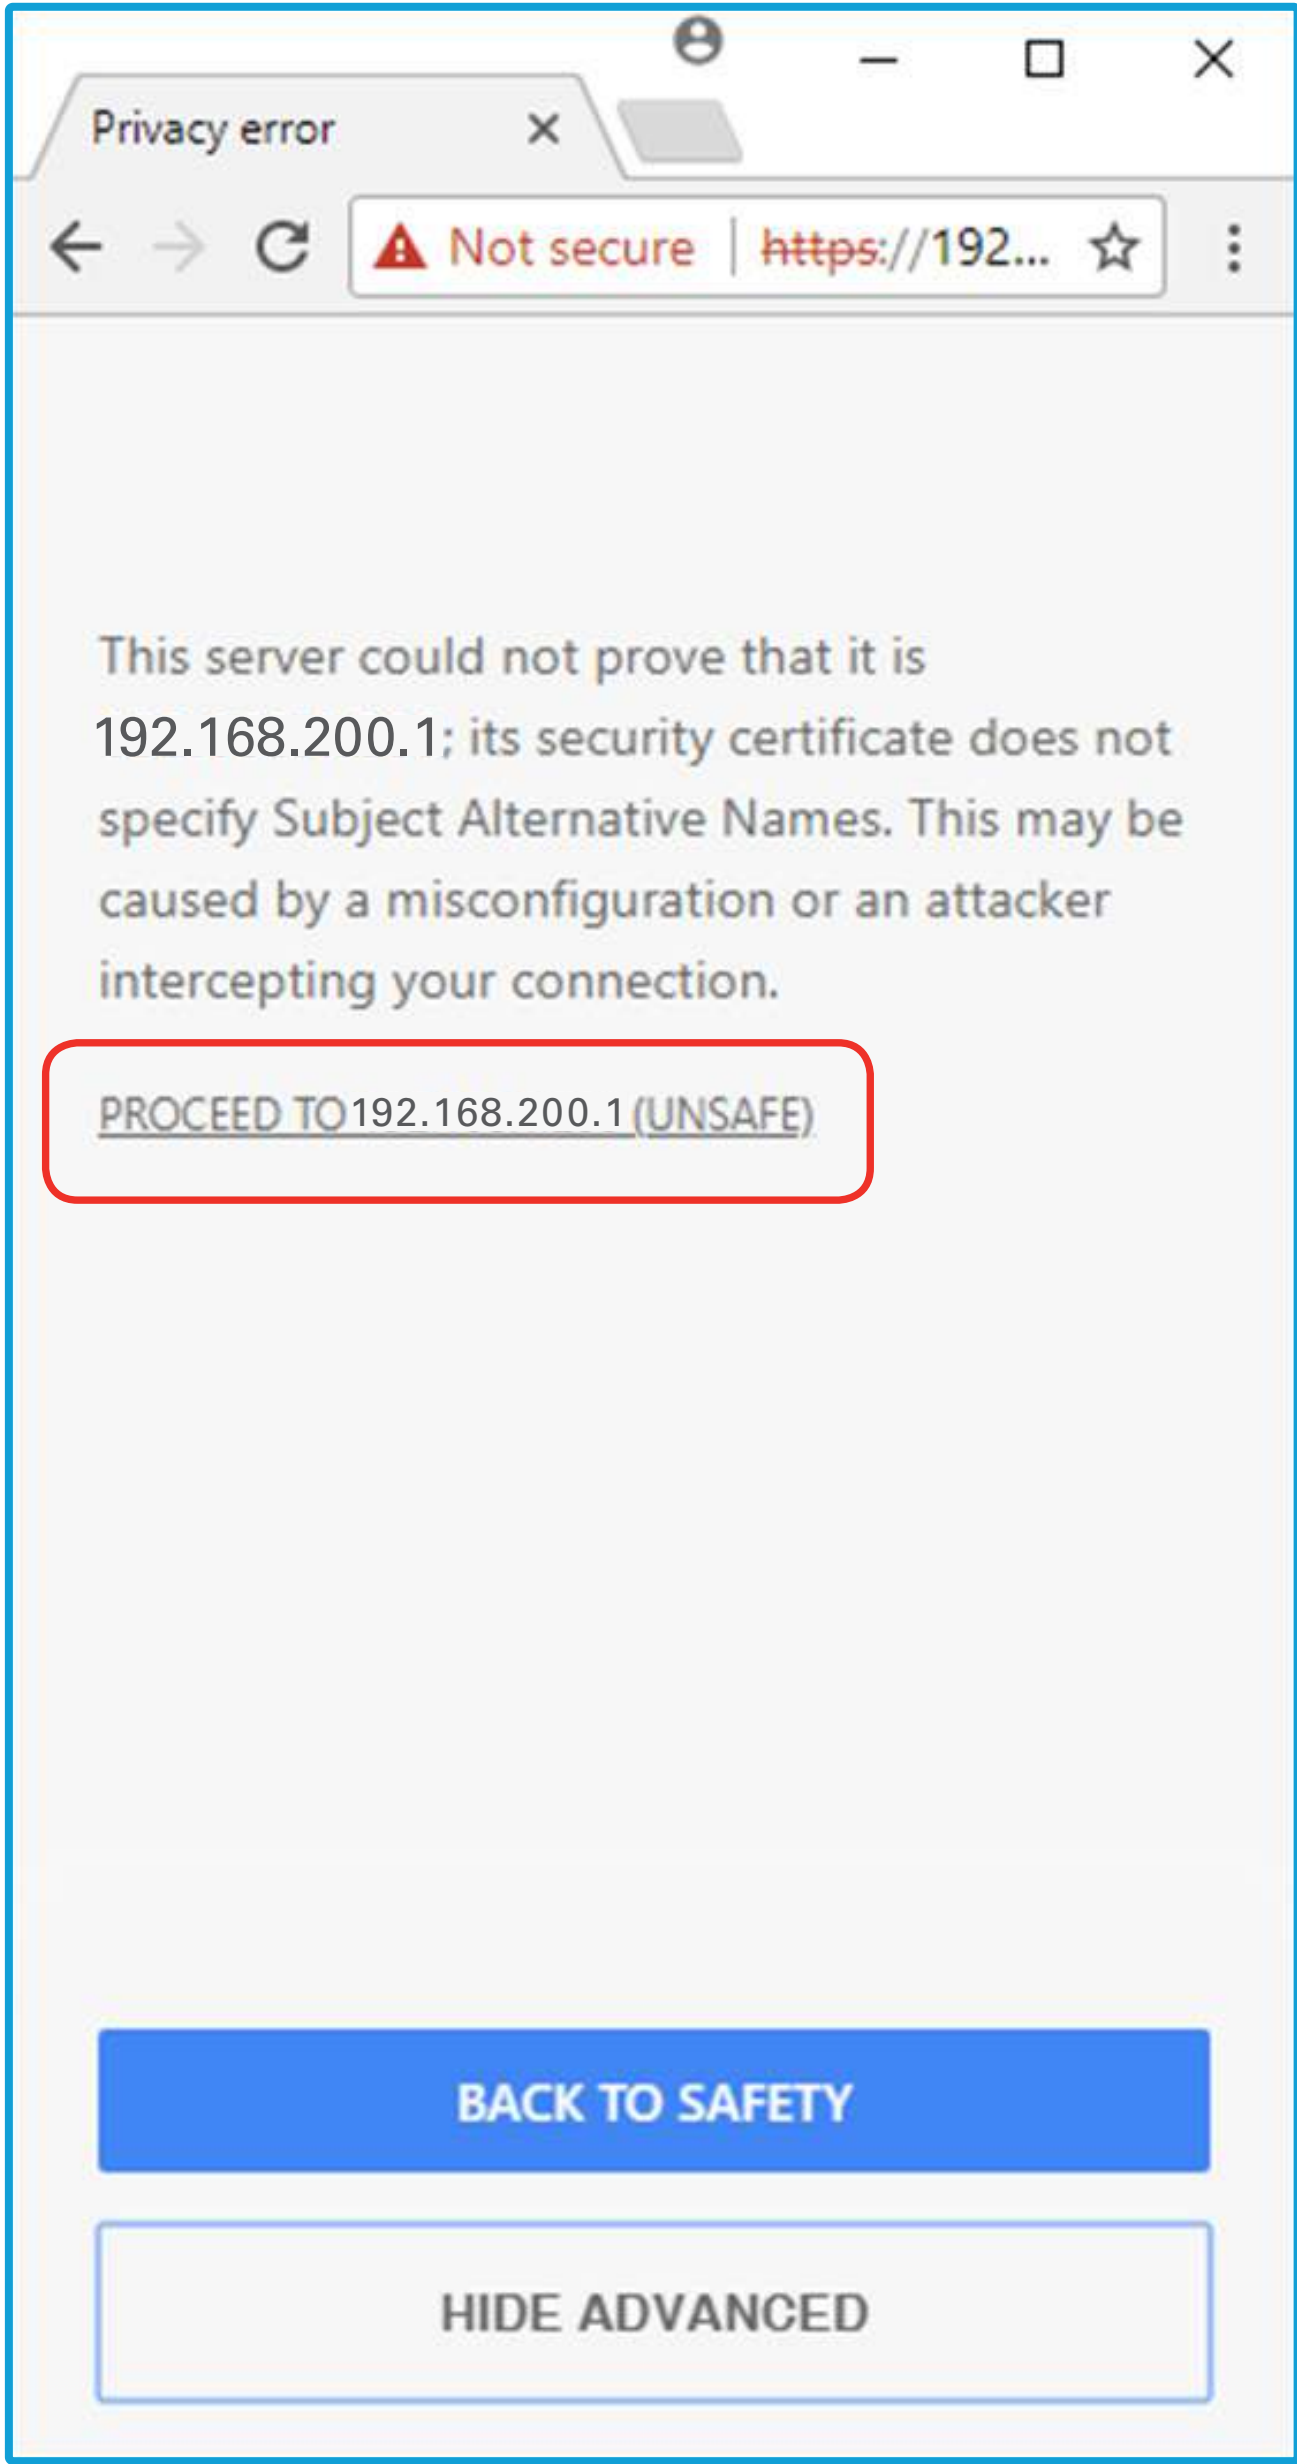 Privacy error
Not secure | https://192...
This server could not prove that it is
192.168.200.1; its security certificate does not
specify Subject Alternative Names. This may be
caused by a misconfiguration or an attacker
intercepting your connection.
PROCEED TO 192.168.200.1 (UNSAFE)
BACK TO SAFETY
HIDE ADVANCED